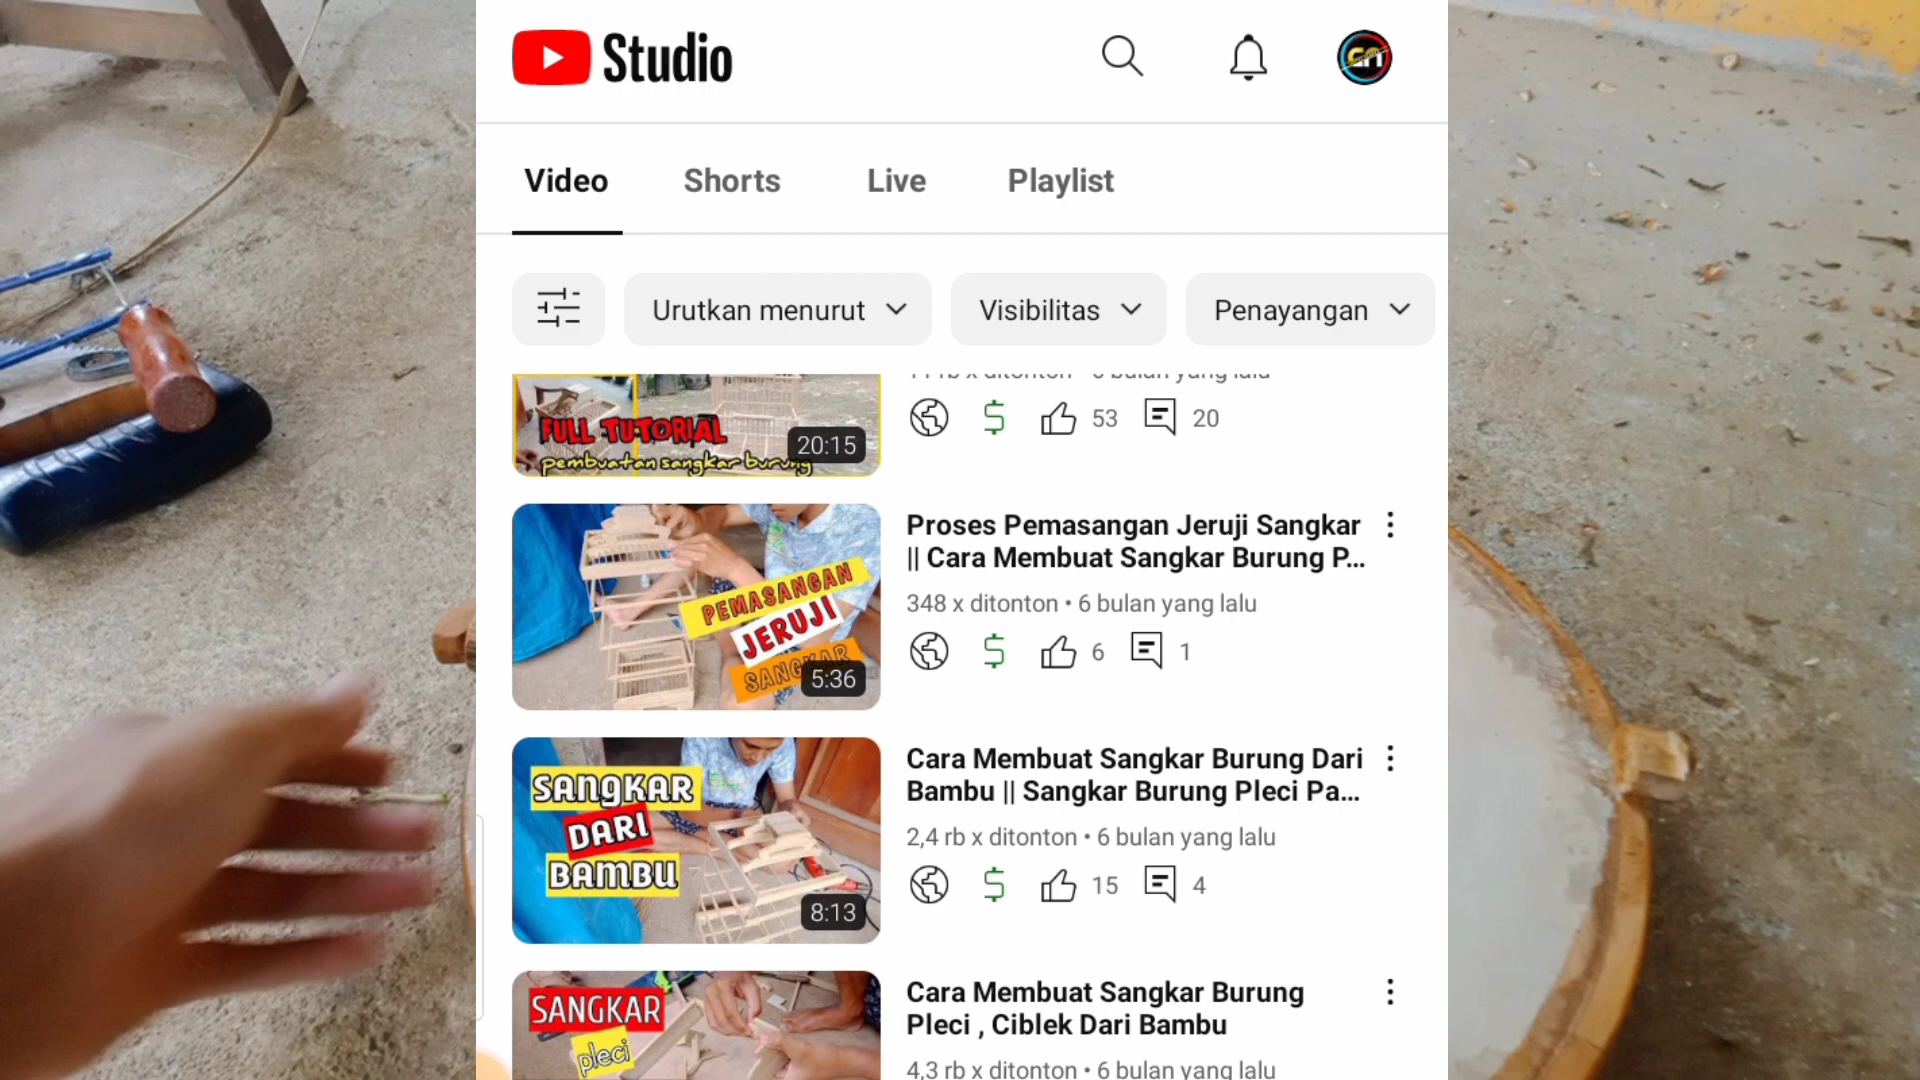 Studio
GA
Video Shorts Live Playlist
Urutkan menurut Visibilitas Penayangan
FULL TUTORIAL
pembuatan sangkar burung
20:15
53 20
PEMASANGAN
JERUJI
SANGKAR
5:36
Proses Pemasangan Jeruji Sangkar
|| Cara Membuat Sangkar Burung P...
348 x ditonton • 6 bulan yang lalu
6 1
SANGKAR
DARI
BAMBU
8:13
Cara Membuat Sangkar Burung Dari
Bambu || Sangkar Burung Pleci Pa...
2,4 rb x ditonton • 6 bulan yang lalu
15 4
SANGKAR
pleci
Cara Membuat Sangkar Burung
Pleci , Ciblek Dari Bambu
4,3 rb x ditonton • 6 bulan yang lalu